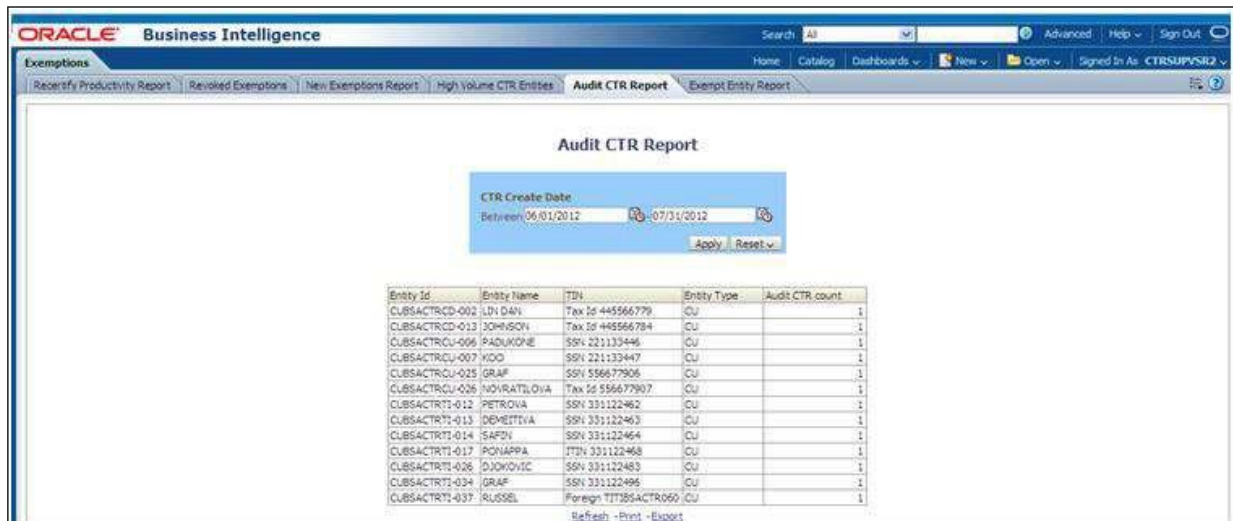 ORACLE Business Intelligence Search All Advanced Help Sign Out
Exemptions Home Catalog Dashboards New Open Signed In As CTRSUPVSR2
Recertify Productivity Report Revoked Exemptions New Exemptions Report High Volume CTR Entities Audit CTR Report Exempt Entity Report
Audit CTR Report
CTR Create Date
Between 06/01/2012 - 07/31/2012
Apply Reset
Entity Id Entity Name TIN Entity Type Audit CTR count
CUBSACTRCD-002 LIN DAN Tax Id 445566779 CU 1
CUBSACTRCD-013 JOHNSON Tax Id 445566784 CU 1
CUBSACTRCU-006 PADUKONE SSN 221133446 CU 1
CUBSACTRCU-007 KOO SSN 221133447 CU 1
CUBSACTRCU-025 GRAF SSN 556677906 CU 1
CUBSACTRCU-026 NOVRATILOVA Tax Id 556677907 CU 1
CUBSACTRTI-012 PETROVA SSN 331122462 CU 1
CUBSACTRTI-013 DEMEITIVA SSN 331122463 CU 1
CUBSACTRTI-014 SAFIN SSN 331122464 CU 1
CUBSACTRTI-017 PONAPPA ITIN 331122468 CU 1
CUBSACTRTI-026 DJOKOVIC SSN 331122483 CU 1
CUBSACTRTI-034 GRAF SSN 331122496 CU 1
CUBSACTRTI-037 RUSSEL Foreign TITIBSACTR060 CU 1
Refresh - Print - Export